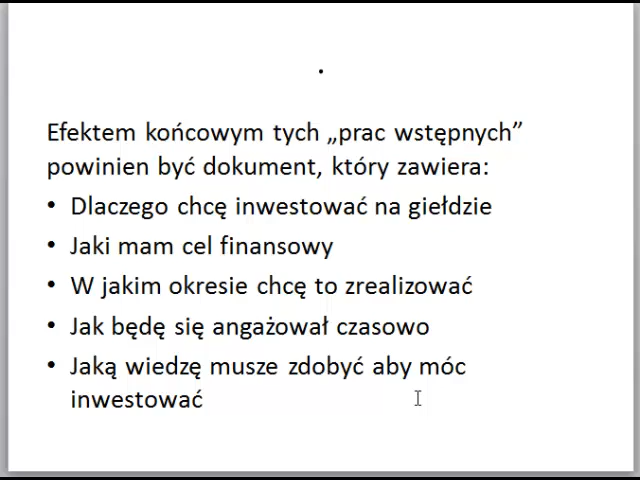 .
Efektem końcowym tych „prac wstępnych”
powinien być dokument, który zawiera:
• Dlaczego chcę inwestować na giełdzie
• Jaki mam cel finansowy
• W jakim okresie chcę to zrealizować
• Jak będę się angażował czasowo
• Jaką wiedzę musze zdobyć aby móc
inwestować